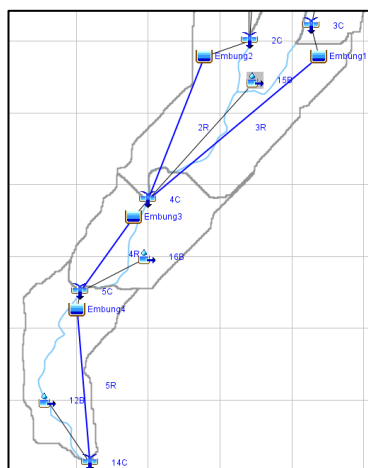 3C
2C
Embung2
Embung1
15B
2R
3R
4C
Embung3
4R
16B
5C
Embung4
5R
12B
14C